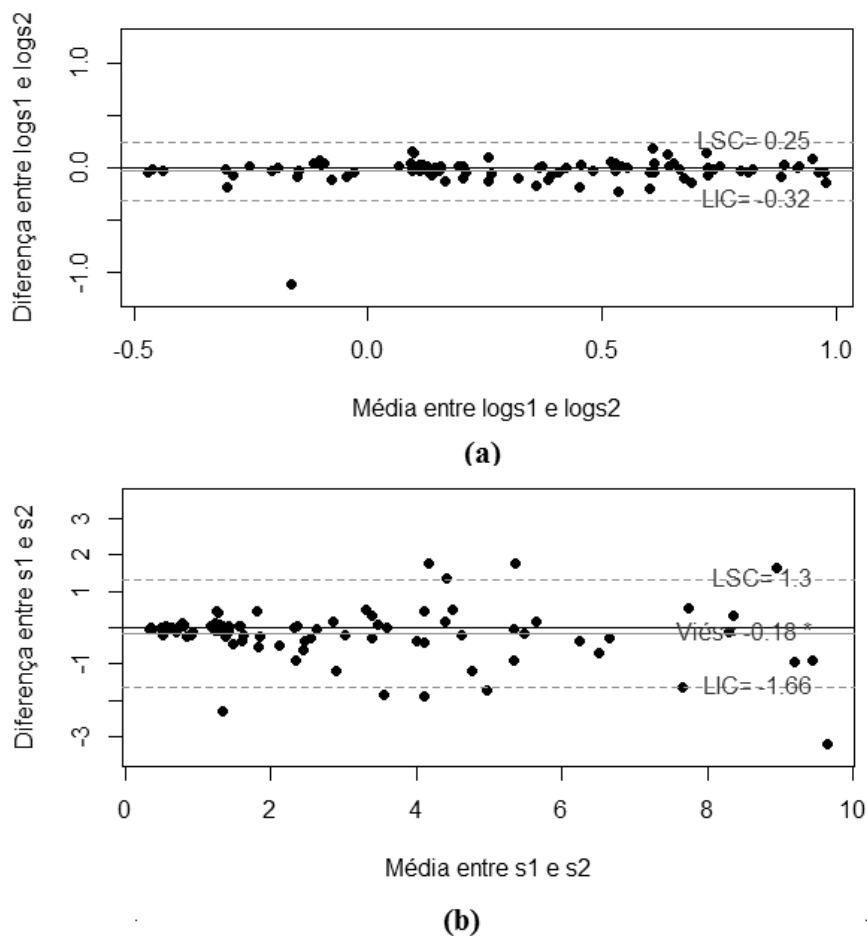 Diferença entre logs1 e logs2
1.0
0.0
-1.0
LSC= 0.25
LIC= -0.32
-0.5 0.0 0.5 1.0
Média entre logs1 e logs2
(a)
Diferença entre s1 e s2
3
2
1
-1
-3
LSC= 1.3
Viés= -0.18 *
LIC= -1.66
0 2 4 6 8 10
Média entre s1 e s2
(b)